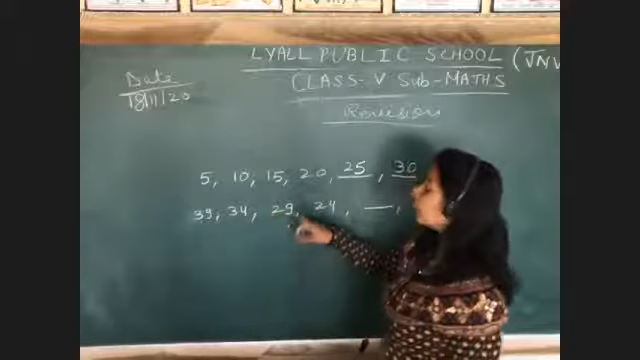 LYALL PUBLIC SCHOOL (JNV
Date
18/11/20
CLASS-V Sub-MATHS
Revision
5, 10, 15, 20, 25, 30
39, 34, 29, 24, __,